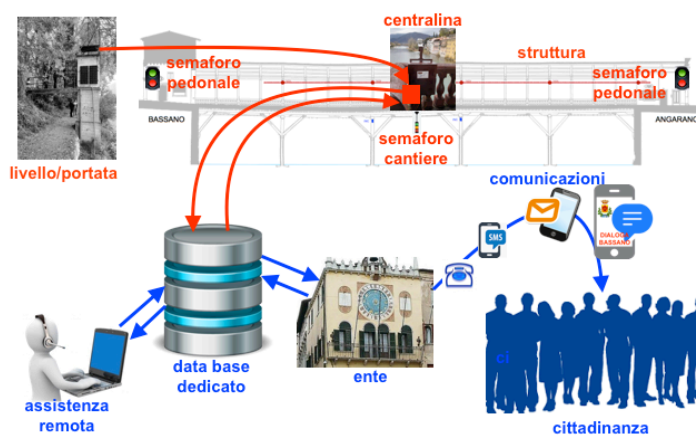 centralina
semaforo
pedonale
struttura
semaforo
pedonale
BASSANO
ANGARANO
semaforo
cantiere
livello/portata
comunicazioni
SMS
DIALOGO
BASSANO
data base
dedicato
ente
ci
assistenza
remota
cittadinanza